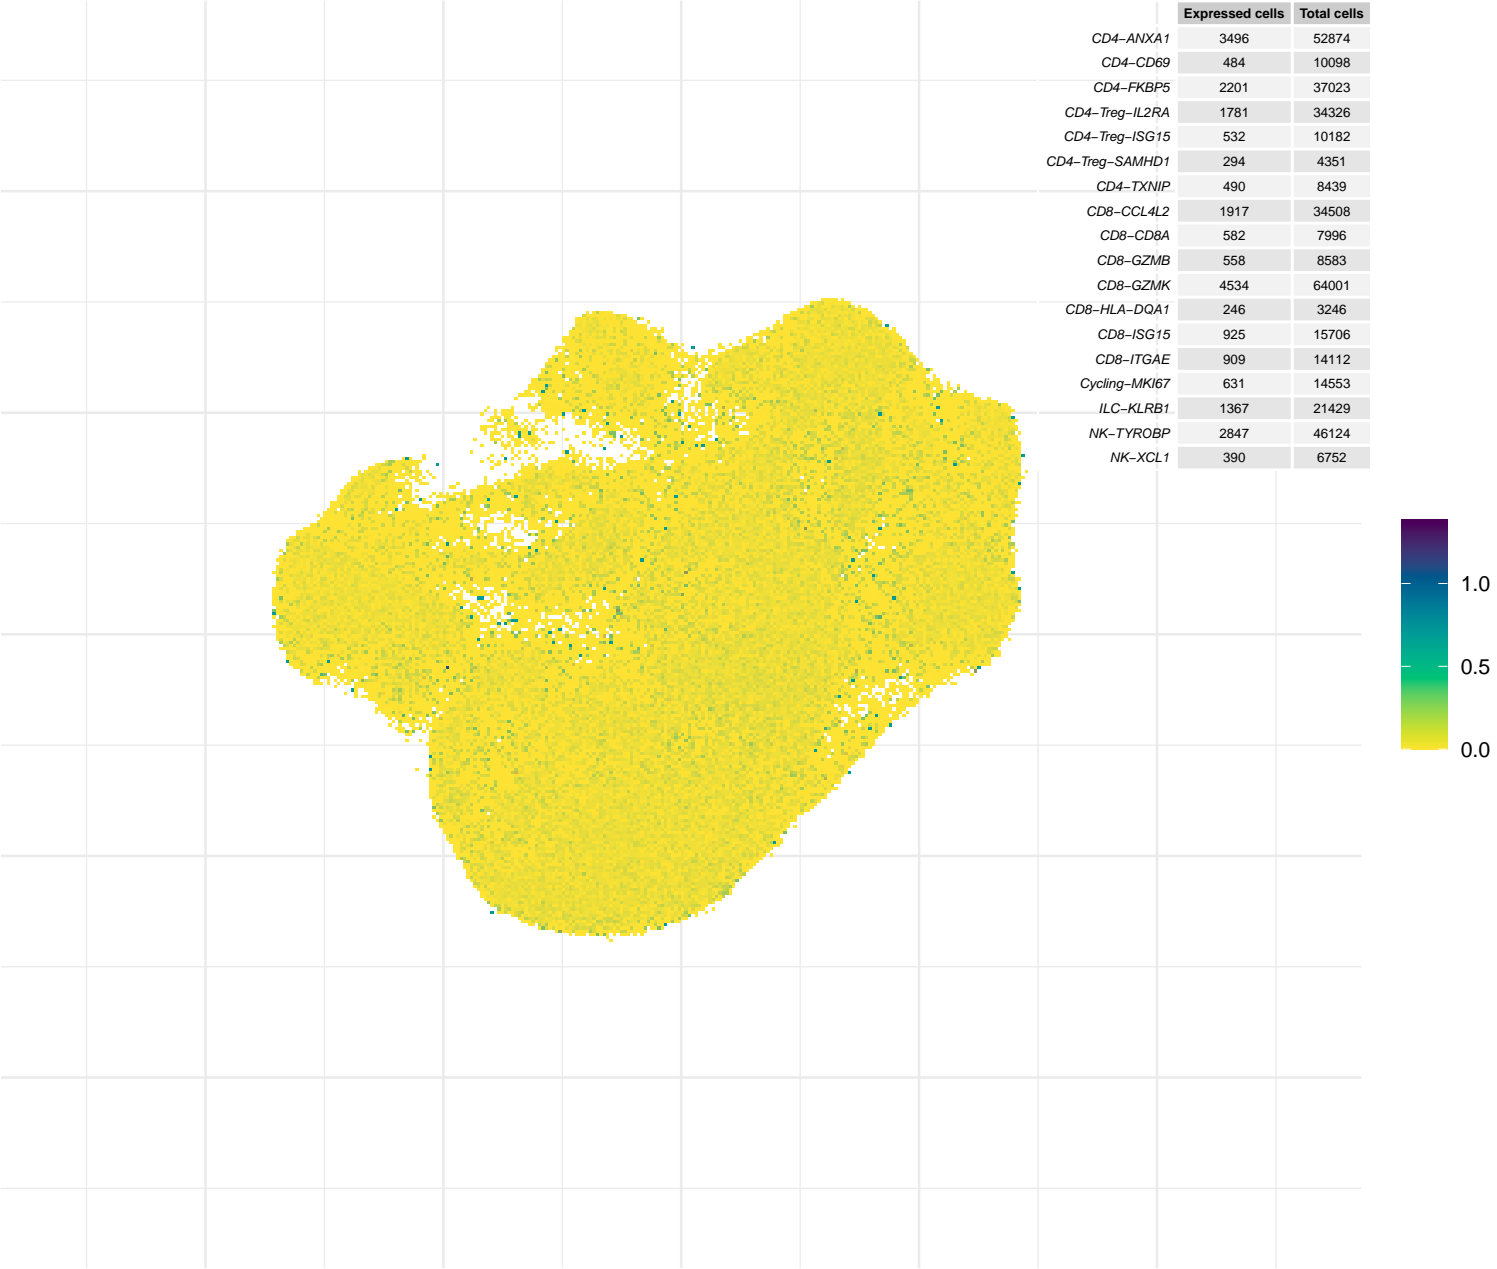 Expressed cells Total cells
CD4−ANXA1 3496 52874
CD4−CD69 484 10098
CD4−FKBP5 2201 37023
CD4−Treg−IL2RA 1781 34326
CD4−Treg−ISG15 532 10182
CD4−Treg−SAMHD1 294 4351
CD4−TXNIP 490 8439
CD8−CCL4L2 1917 34508
CD8−CD8A 582 7996
CD8−GZMB 558 8583
CD8−GZMK 4534 64001
CD8−HLA−DQA1 246 3246
CD8−ISG15 925 15706
CD8−ITGAE 909 14112
Cycling−MKI67 631 14553
ILC−KLRB1 1367 21429
NK−TYROBP 2847 46124
NK−XCL1 390 6752
1.0
0.5
0.0